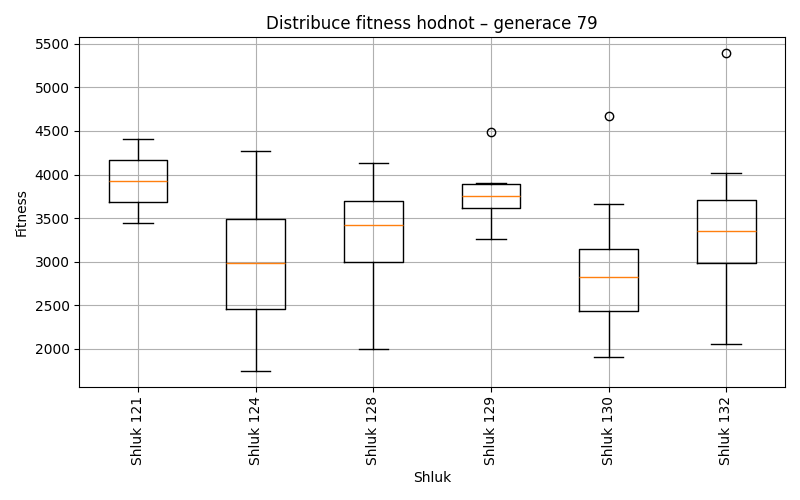 Distribuce fitness hodnot – generace 79
Fitness
5500
5000
4500
4000
3500
3000
2500
2000
Shluk 121
Shluk 124
Shluk 128
Shluk 129
Shluk 130
Shluk 132
Shluk